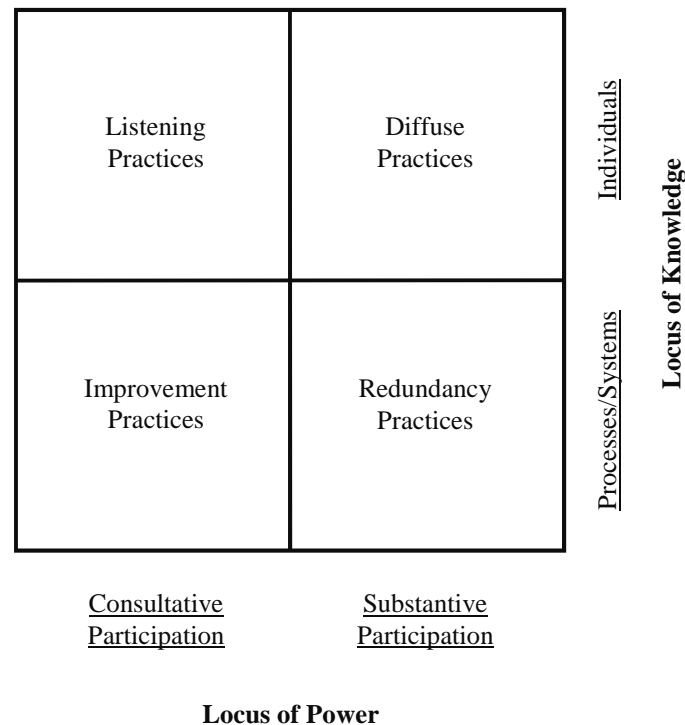 Listening
Practices
Diffuse
Practices
Individuals
Locus of Knowledge
Improvement
Practices
Redundancy
Practices
Processes/Systems
Consultative
Participation
Substantive
Participation
Locus of Power